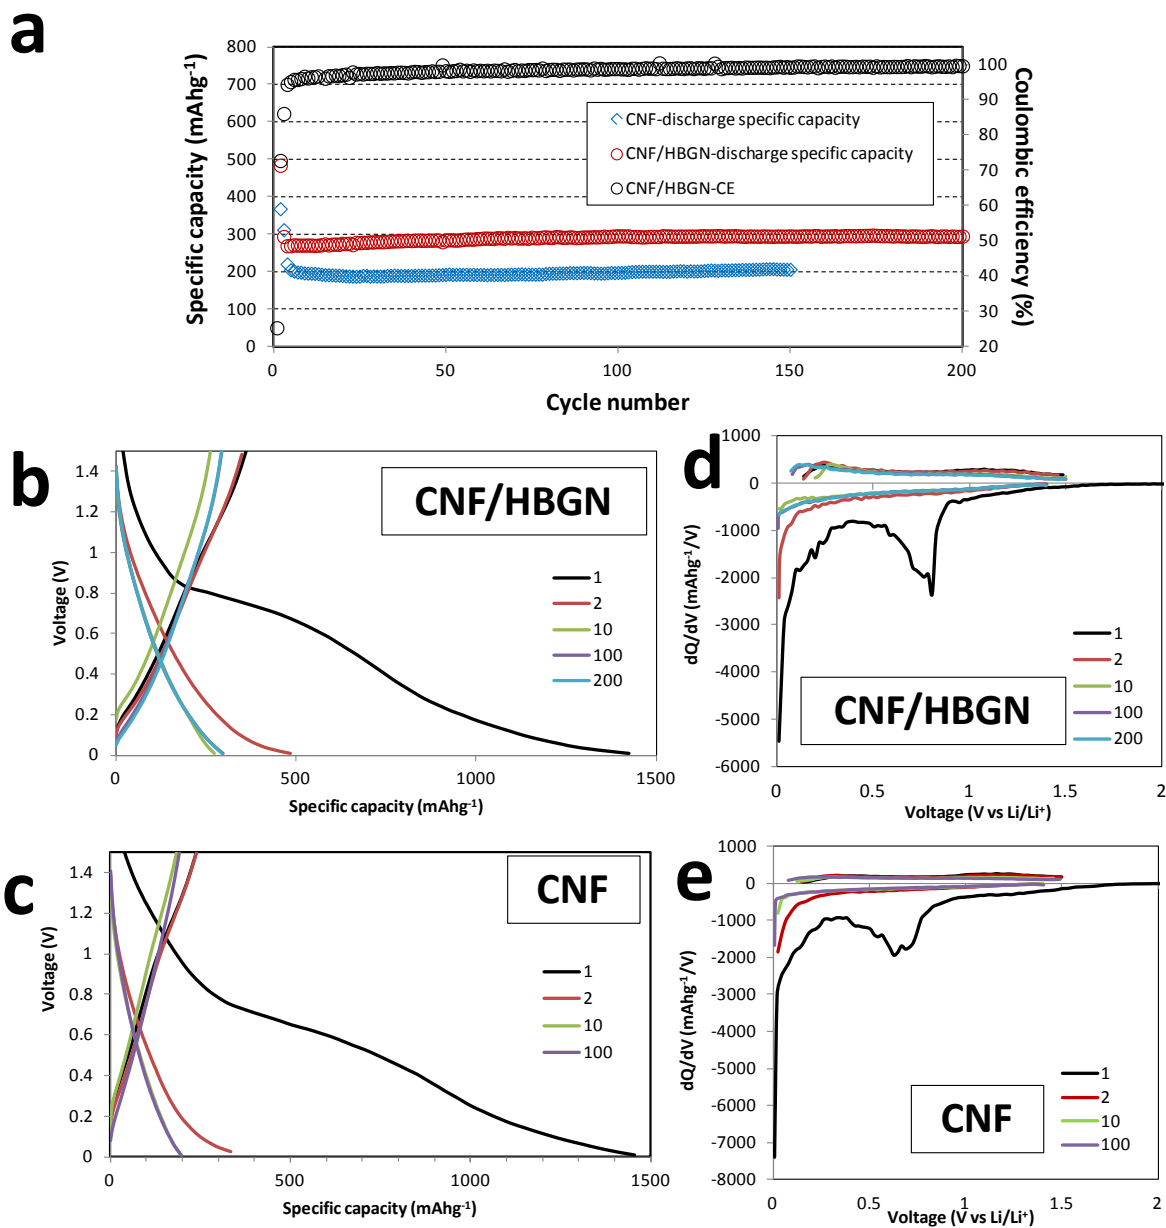 a
Specific capacity (mAhg-1)
800
700
600
500
400
300
200
100
0
CNF-discharge specific capacity
CNF/HBGN-discharge specific capacity
CNF/HBGN-CE
100
90
80
70
60
50
40
30
20
Coulombic efficiency (%)
0 50 100 150 200
Cycle number
b
Voltage (V)
1.4
1.2
1
0.8
0.6
0.4
0.2
0
CNF/HBGN
1
2
10
100
200
0 500 1000 1500
Specific capacity (mAhg-1)
d
dQ/dV (mAhg-1/V)
1000
0
-1000
-2000
-3000
-4000
-5000
-6000
1
2
10
100
200
CNF/HBGN
0 0.5 1 1.5 2
Voltage (V vs Li/Li+)
c
Voltage (V)
1.4
1.2
1
0.8
0.6
0.4
0.2
0
CNF
1
2
10
100
0 500 1000 1500
Specific capacity (mAhg-1)
e
dQ/dV (mAhg-1/V)
1000
0
-1000
-2000
-3000
-4000
-5000
-6000
-7000
-8000
1
2
10
100
CNF
0 0.5 1 1.5 2
Voltage (V vs Li/Li+)